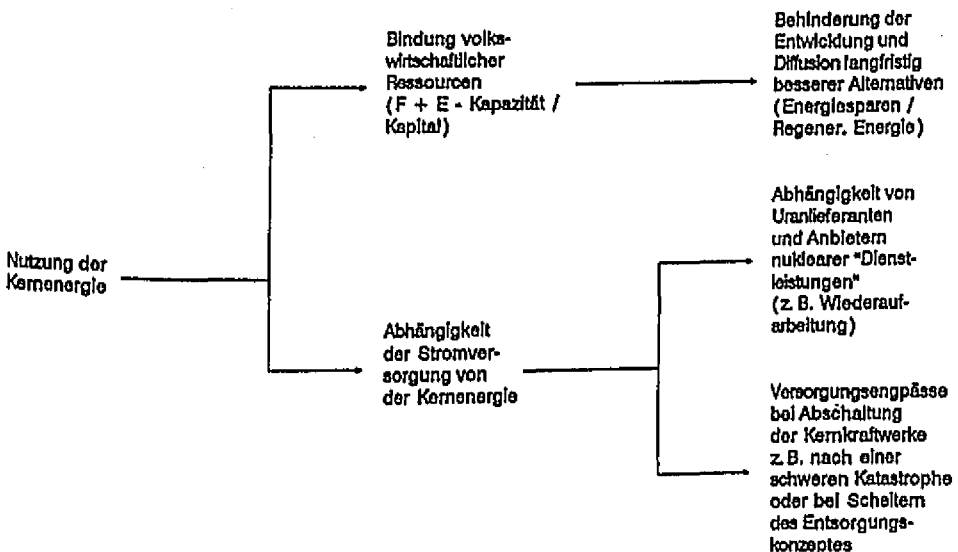 Nutzung der
Kernenergie
Bindung volks-
wirtschaftlicher
Ressourcen
(F + E - Kapazität /
Kapital)
Behinderung der
Entwicklung und
Diffusion langfristig
besserer Alternativen
(Energiesparen /
Regener. Energie)
Abhängigkeit
der Stromver-
sorgung von
der Kernenergie
Abhängigkeit von
Uranlieferanten
und Anbietern
nuklearer "Dienst-
leistungen"
(z. B. Wiederauf-
arbeitung)
Versorgungsengpässe
bei Abschaltung
der Kernkraftwerke
z. B. nach einer
schweren Katastrophe
oder bei Scheitern
des Entsorgungs-
konzeptes